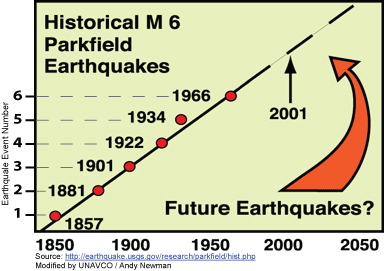 Historical M 6
Parkfield
Earthquakes
Earthquake Event Number
6
5
4
3
2
1
1966
1934
1922
1901
1881
1857
2001
Future Earthquakes?
1850 1900 1950 2000 2050
Source: http://earthquake.usgs.gov/research/parkfield/hist.php
Modified by UNAVCO / Andy Newman